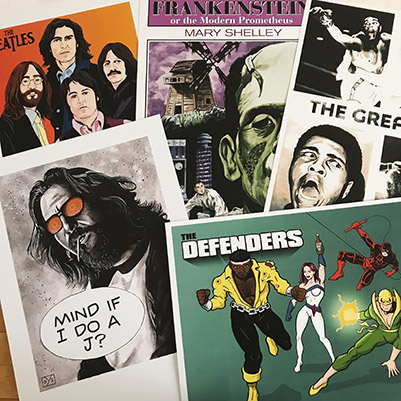 THE
BEATLES
FRANKENSTEIN
or the Modern Prometheus
MARY SHELLEY
THE GREA
MIND IF
I DO A
J?
THE
DEFENDERS